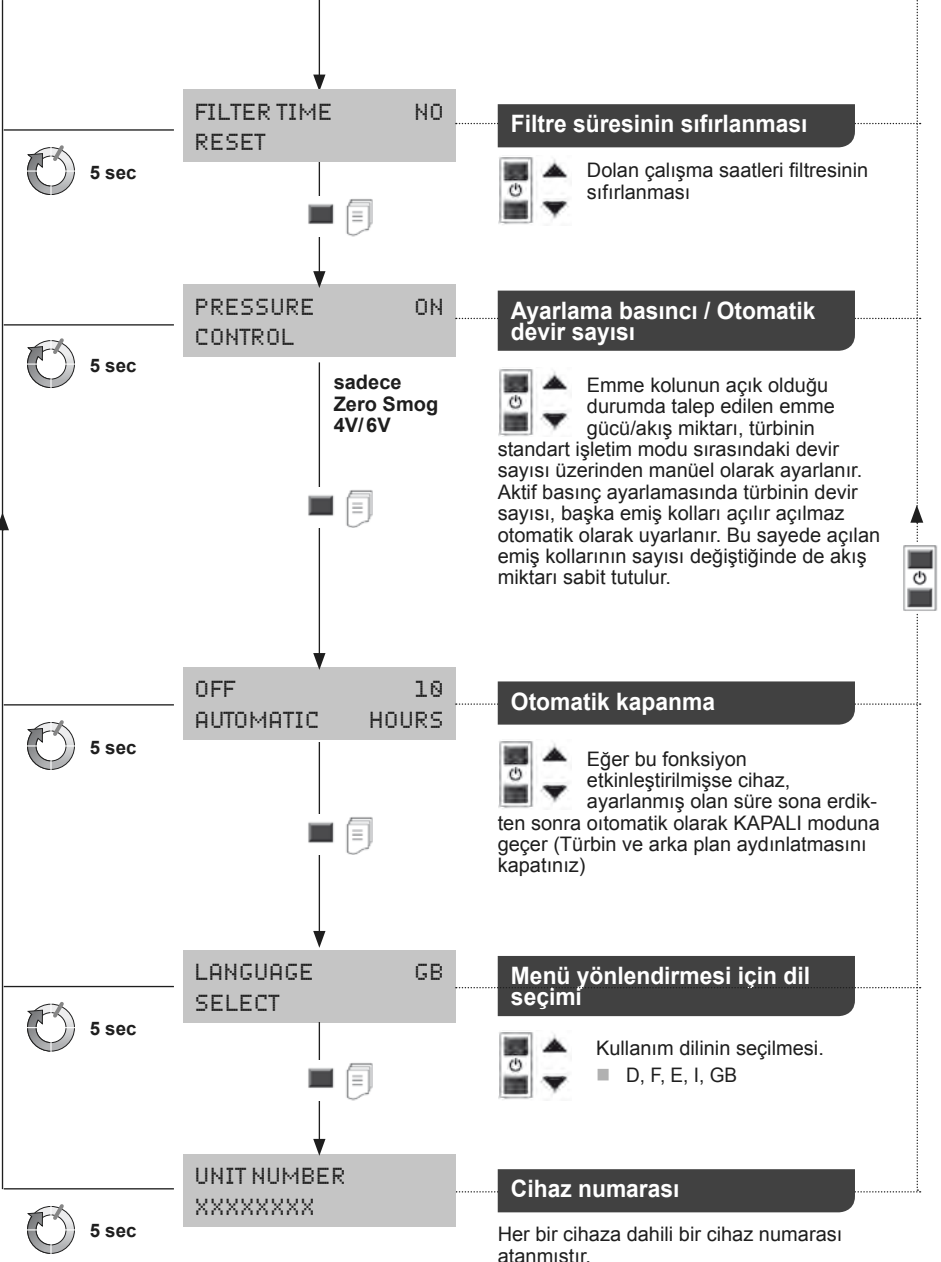 FILTER TIME NO
RESET
5 sec
Filtre süresinin sıfırlanması
Dolan çalışma saatleri filtresinin
sıfırlanması
PRESSURE ON
CONTROL
5 sec
sadece
Zero Smog
4V/6V
Ayarlama basıncı / Otomatik
devir sayısı
Emme kolunun açık olduğu
durumda talep edilen emme
gücü/akış miktarı, türbinin
standart işletim modu sırasındaki devir
sayısı üzerinden manüel olarak ayarlanır.
Aktif basınç ayarlamasında türbinin devir
sayısı, başka emiş kolları açılır açılmaz
otomatik olarak uyarlanır. Bu sayede açılan
emiş kollarının sayısı değiştiğinde de akış
miktarı sabit tutulur.
OFF 10
AUTOMATIC HOURS
5 sec
Otomatik kapanma
Eğer bu fonksiyon
etkinleştirilmişse cihaz,
ayarlanmış olan süre sona erdik-
ten sonra oıtomatik olarak KAPALI moduna
geçer (Türbin ve arka plan aydınlatmasını
kapatınız)
LANGUAGE GB
SELECT
5 sec
Menü yönlendirmesi için dil
seçimi
Kullanım dilinin seçilmesi.
■ D, F, E, I, GB
UNIT NUMBER
XXXXXXXX
5 sec
Cihaz numarası
Her bir cihaza dahili bir cihaz numarası
atanmıştır.